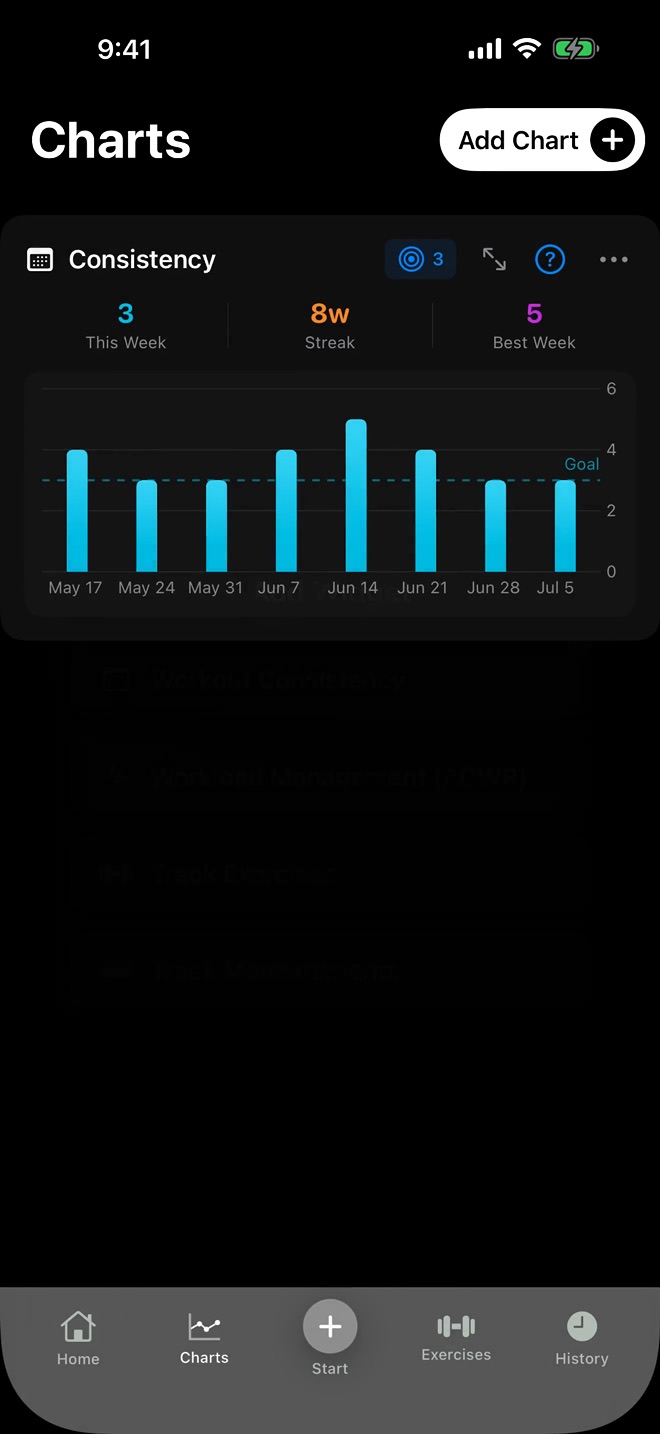 9:41
Charts
Add Chart
Consistency
3
3
8w
5
This Week
Streak
Best Week
6
4
Goal
2
0
May 17
May 24
May 31
Jun 7
Jun 14
Jun 21
Jun 28
Jul 5
Workout Consistency
Home
Charts
Start
Exercises
History